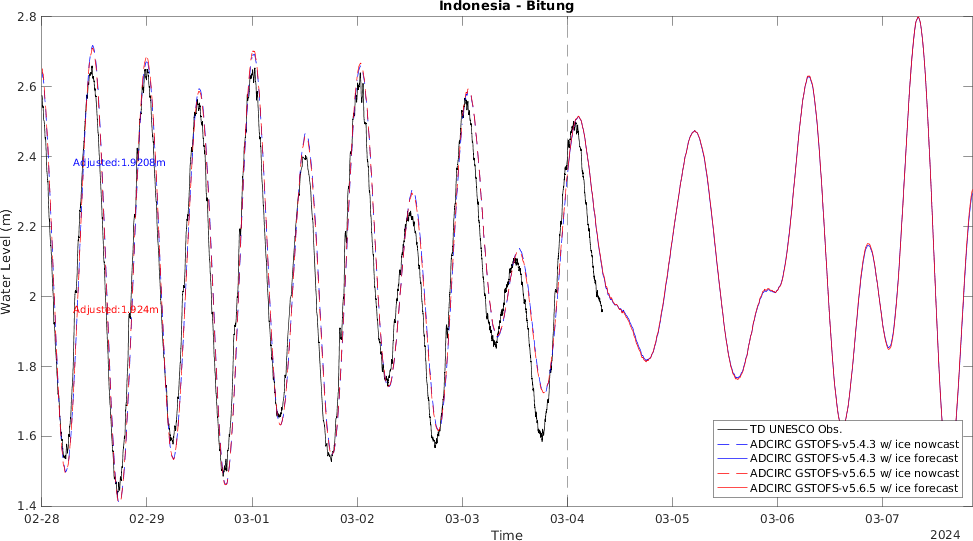 Indonesia - Bitung
2.8
2.6
2.4
2.2
2
1.8
1.6
1.4
Water Level (m)
Adjusted:1.9208m
Adjusted:1.924m
TD UNESCO Obs.
ADCIRC GSTOFS-v5.4.3 w/ ice nowcast
ADCIRC GSTOFS-v5.4.3 w/ ice forecast
ADCIRC GSTOFS-v5.6.5 w/ ice nowcast
ADCIRC GSTOFS-v5.6.5 w/ ice forecast
02-28 02-29 03-01 03-02 03-03 03-04 03-05 03-06 03-07
Time
2024